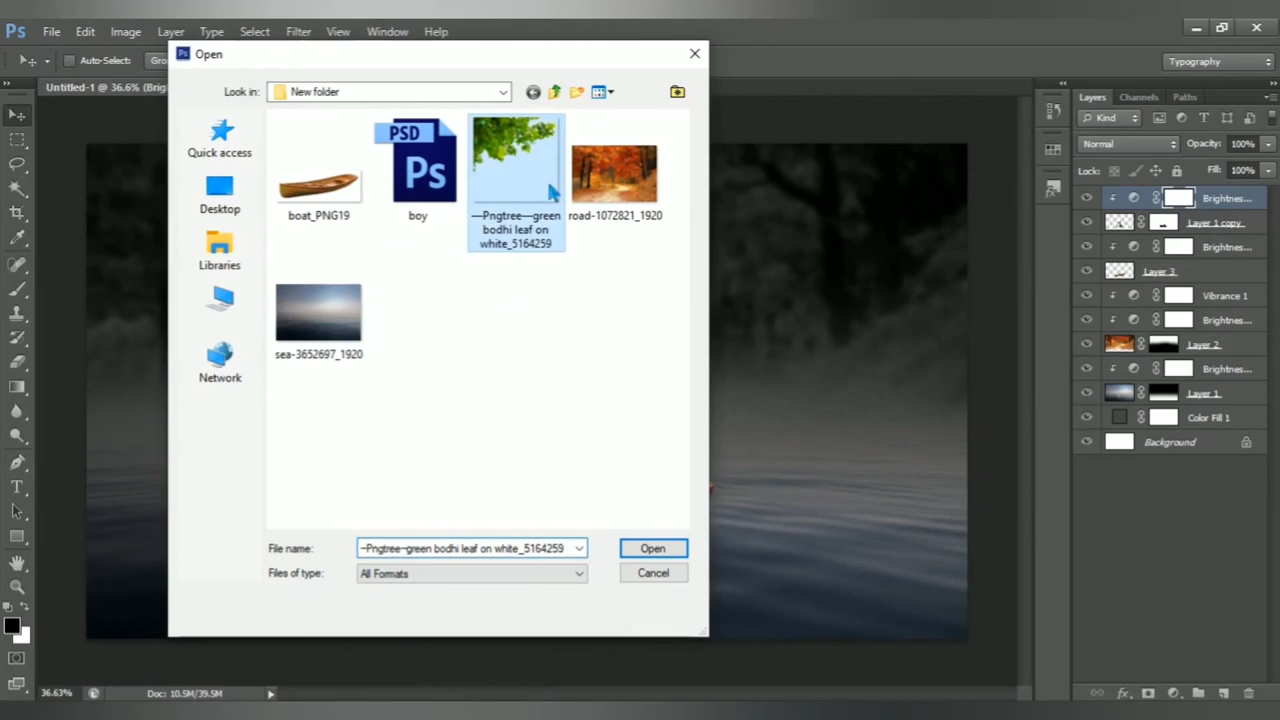 Ps File Edit Image Layer Type Select Filter View Window Help
Auto-Select: Gro
Typography
Untitled-1 @ 36.6% (Brigh
Open
Look in: New folder
Quick access
Desktop
Libraries
Network
boat_PNG19
PSD
Ps
boy
—Pngtree—green
bodhi leaf on
white_5164259
road-1072821_1920
sea-3652697_1920
File name: —Pngtree—green bodhi leaf on white_5164259 Open
Files of type: All Formats Cancel
Layers Channels Paths
Kind
Normal Opacity: 100%
Lock: Fill: 100%
Brightnes...
Layer 1 copy
Brightnes...
Layer 3
Vibrance 1
Brightnes...
Layer 2
Brightnes...
Layer 1
Color Fill 1
Background
36.63% Doc: 10.5M/39.5M